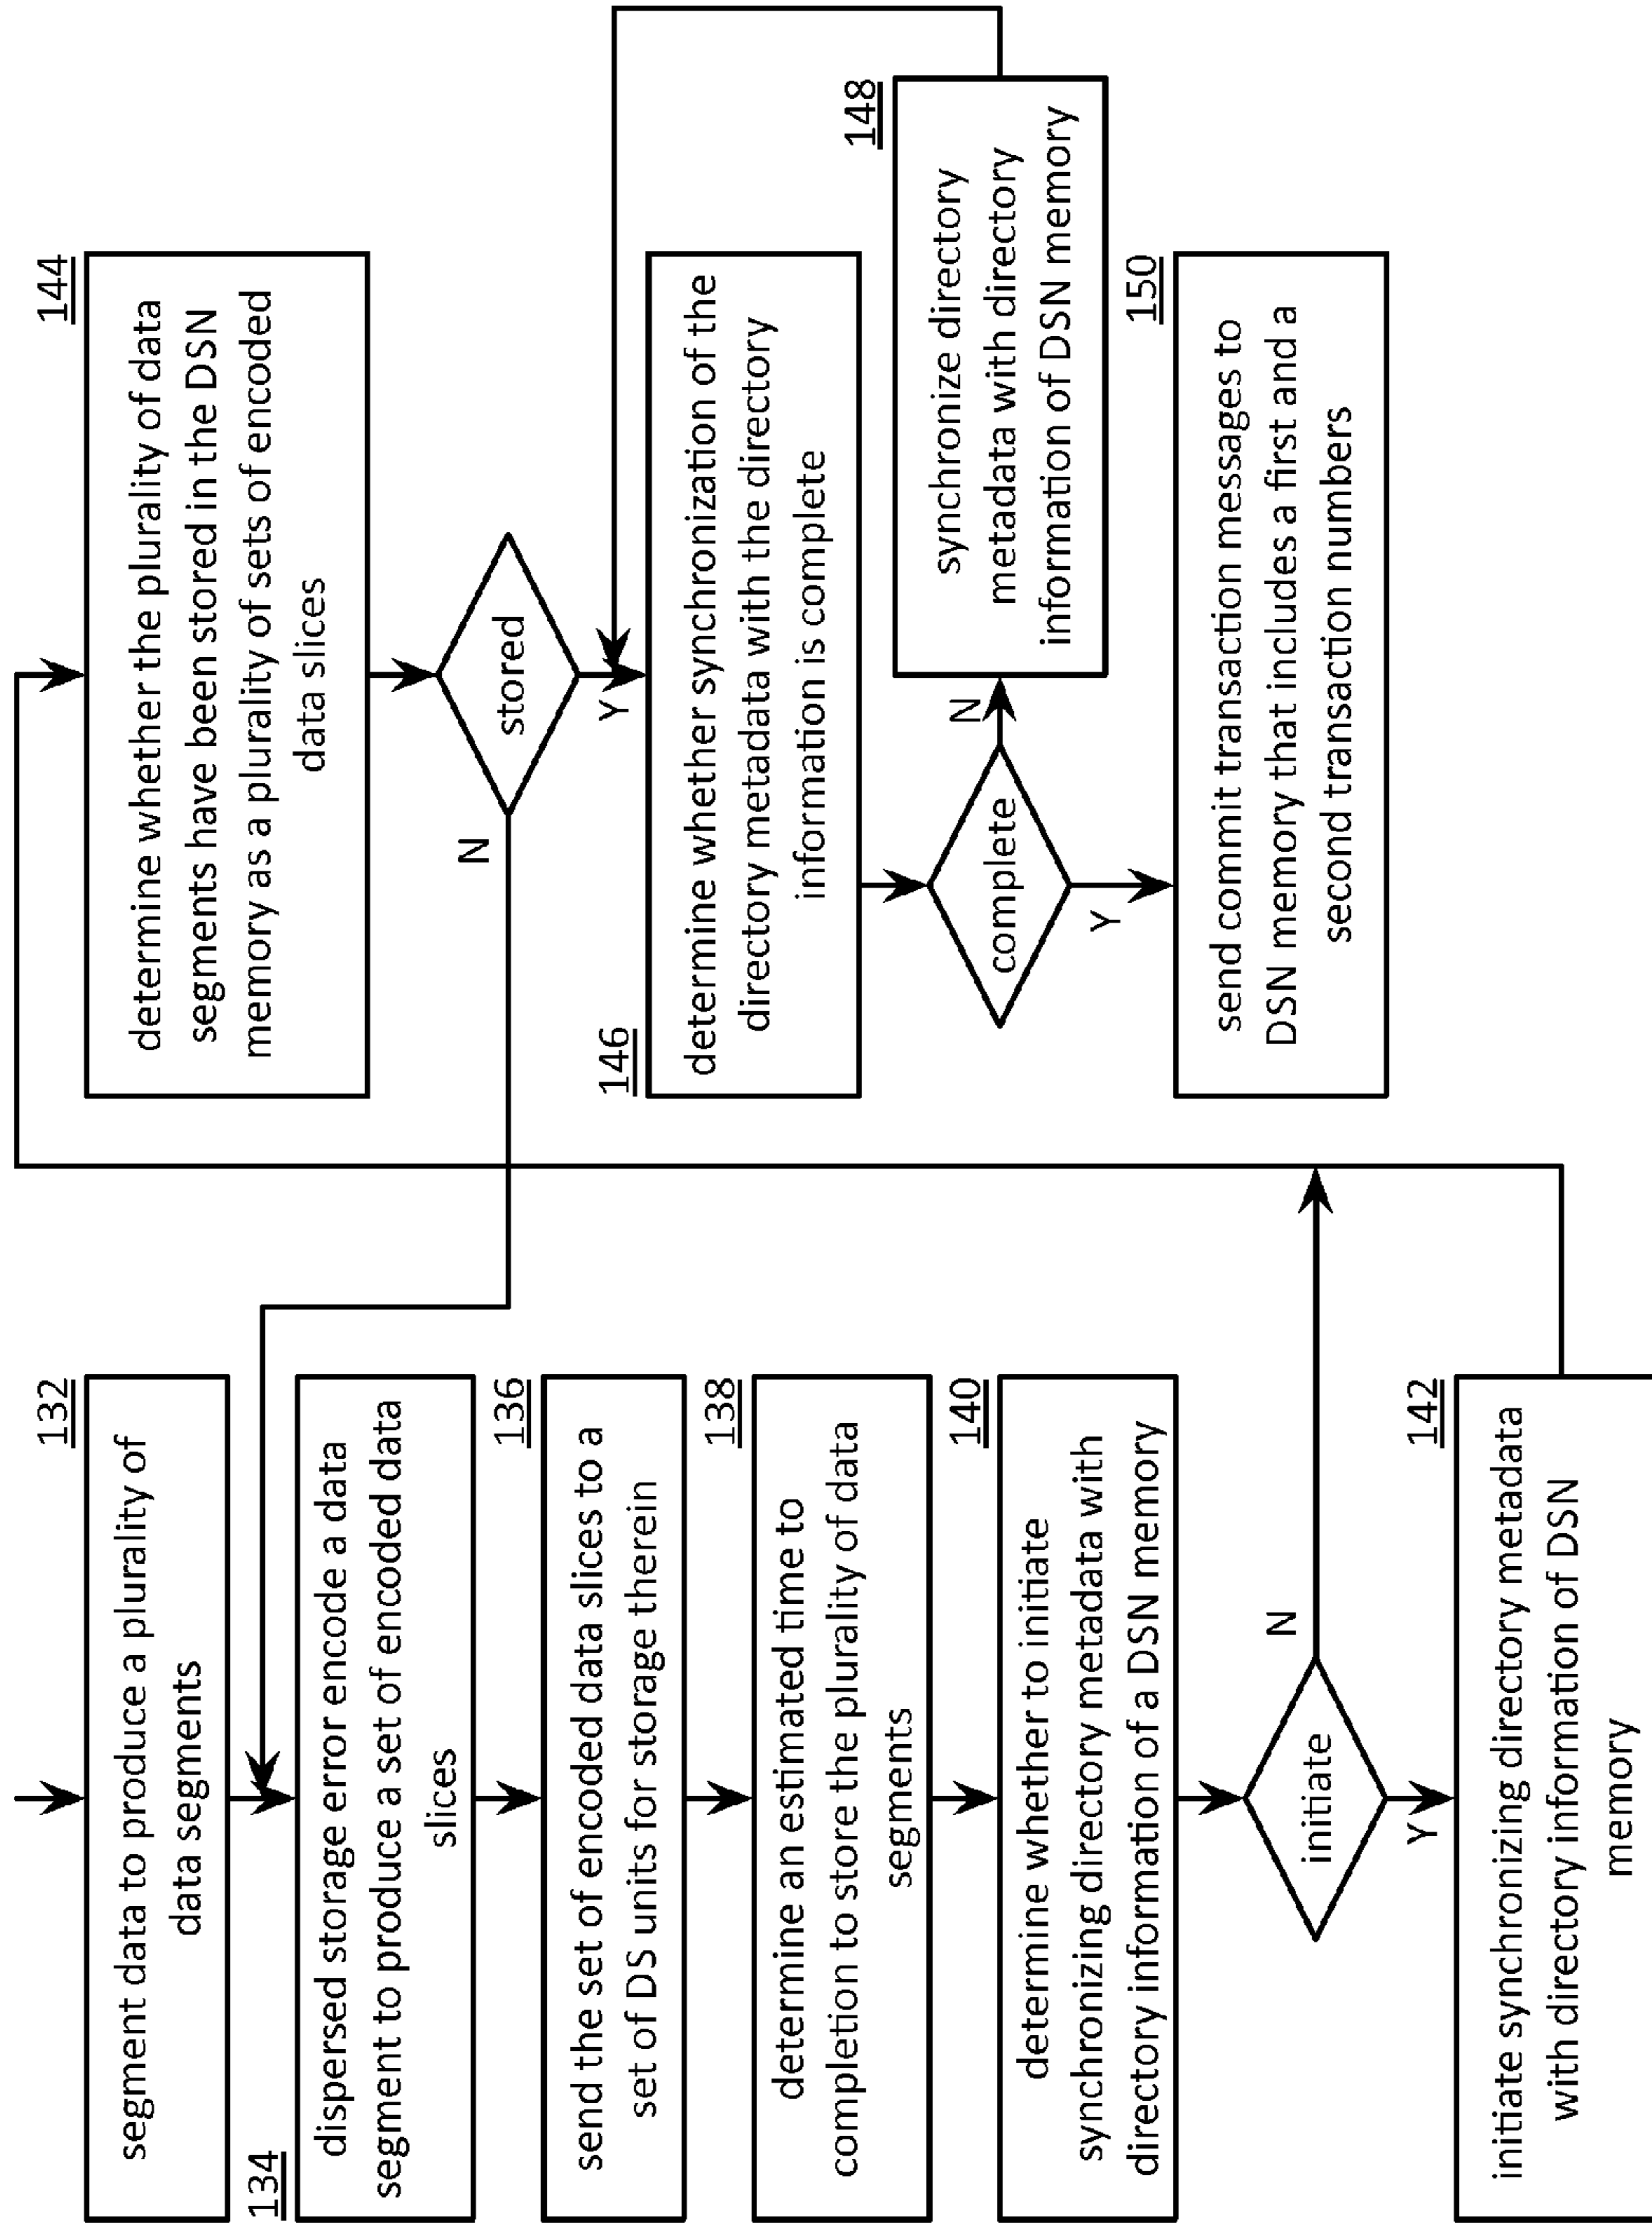 132
segment data to produce a plurality of
data segments
134
dispersed storage error encode a data
segment to produce a set of encoded data
slices
136
send the set of encoded data slices to a
set of DS units for storage therein
138
determine an estimated time to
completion to store the plurality of data
segments
140
determine whether to initiate
synchronizing directory metadata with
directory information of a DSN memory
initiate
N
Y
142
initiate synchronizing directory metadata
with directory information of DSN
memory
144
determine whether the plurality of data
segments have been stored in the DSN
memory as a plurality of sets of encoded
data slices
stored
N
Y
146
determine whether synchronization of the
directory metadata with the directory
information is complete
complete
N
Y
148
synchronize directory
metadata with directory
information of DSN memory
150
send commit transaction messages to
DSN memory that includes a first and a
second transaction numbers